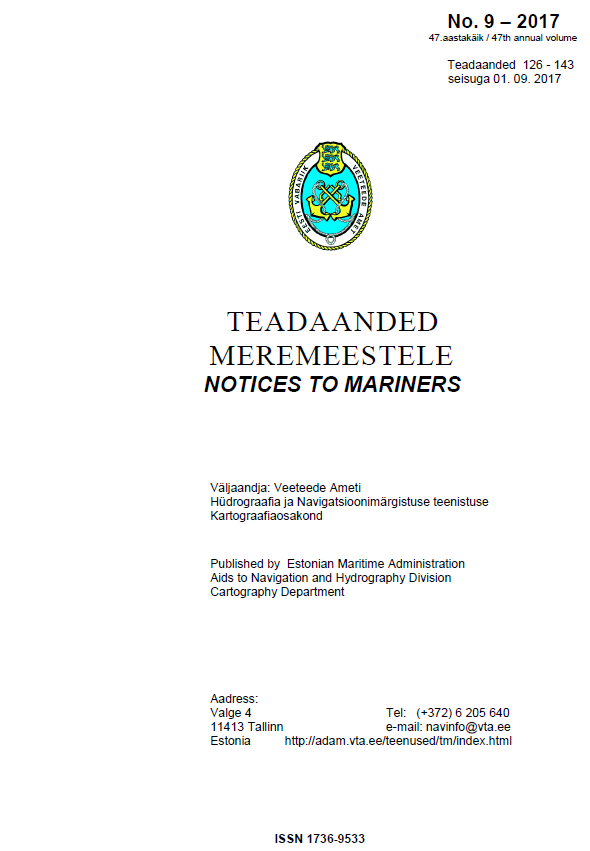 No. 9 – 2017
47.aastakäik / 47th annual volume
Teadaanded 126 - 143
seisuga 01. 09. 2017
EESTI VABARIIK VEETEEDE AMET
TEADAANDED
MEREMEESTELE
NOTICES TO MARINERS
Väljaandja: Veeteede Ameti
Hüdrograafia ja Navigatsioonimärgistuse teenistuse
Kartograafiaosakond
Published by Estonian Maritime Administration
Aids to Navigation and Hydrography Division
Cartography Department
Aadress:
Valge 4 Tel: (+372) 6 205 640
11413 Tallinn e-mail: navinfo@vta.ee
Estonia http://adam.vta.ee/teenused/tm/index.html
ISSN 1736-9533